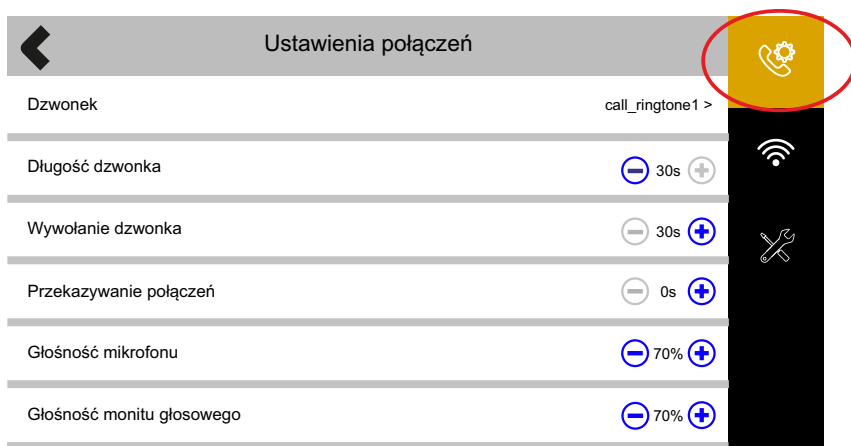 Ustawienia połączeń
Dzwonek call_ringtone1 >
Długość dzwonka 30s
Wywołanie dzwonka 30s
Przekazywanie połączeń 0s
Głośność mikrofonu 70%
Głośność monitu głosowego 70%